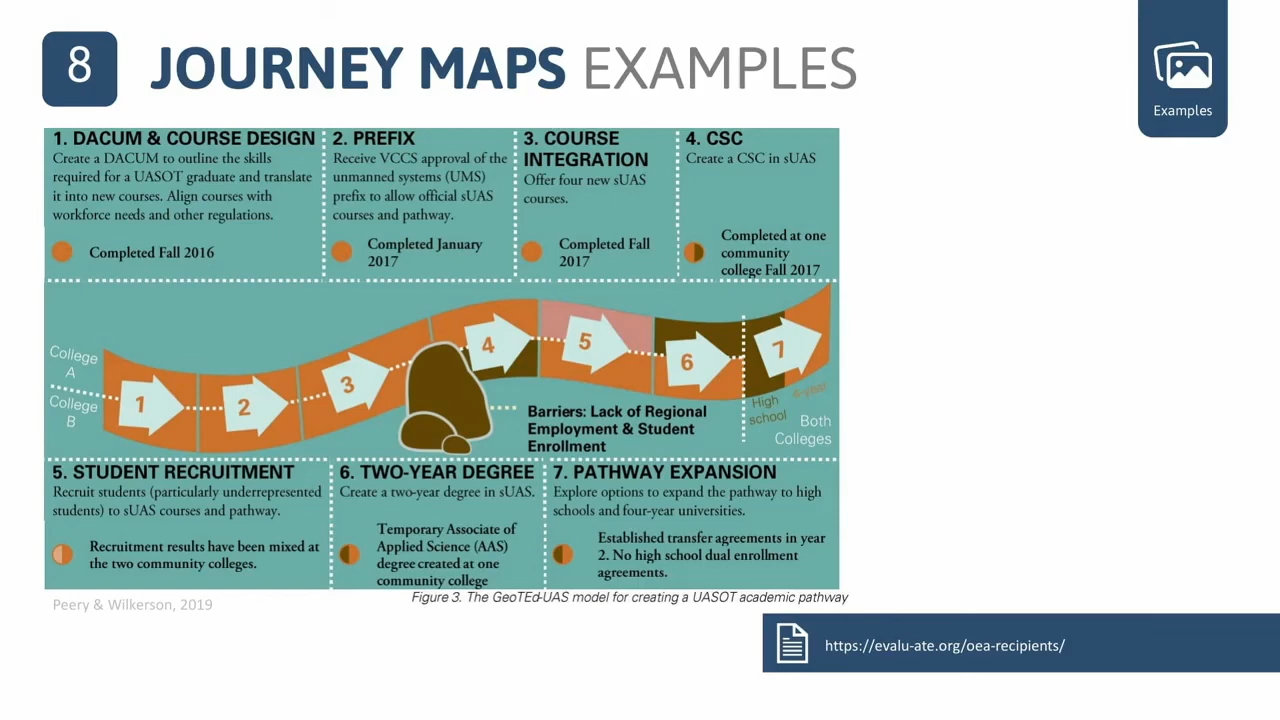 8
JOURNEY MAPS EXAMPLES
Examples
1. DACUM & COURSE DESIGN
Create a DACUM to outline the skills
required for a UASOT graduate and translate
it into new courses. Align courses with
workforce needs and other regulations.
Completed Fall 2016
2. PREFIX
Receive VCCS approval of the
unmanned systems (UMS)
prefix to allow official sUAS
courses and pathway.
Completed January
2017
3. COURSE
INTEGRATION
Offer four new sUAS
courses.
Completed Fall
2017
4. CSC
Create a CSC in sUAS
Completed at one
community
college Fall 2017
College
A
College
B
1
2
3
4
5
6
7
High
school
4-year
Both
Colleges
Barriers: Lack of Regional
Employment & Student
Enrollment
5. STUDENT RECRUITMENT
Recruit students (particularly underrepresented
students) to sUAS courses and pathway.
Recruitment results have been mixed at
the two community colleges.
6. TWO-YEAR DEGREE
Create a two-year degree in sUAS.
Temporary Associate of
Applied Science (AAS)
degree created at one
community college
7. PATHWAY EXPANSION
Explore options to expand the pathway to high
schools and four-year universities.
Established transfer agreements in year
2. No high school dual enrollment
agreements.
Peery & Wilkerson, 2019
Figure 3. The GeoTEd-UAS model for creating a UASOT academic pathway
https://evalu-ate.org/oea-recipients/